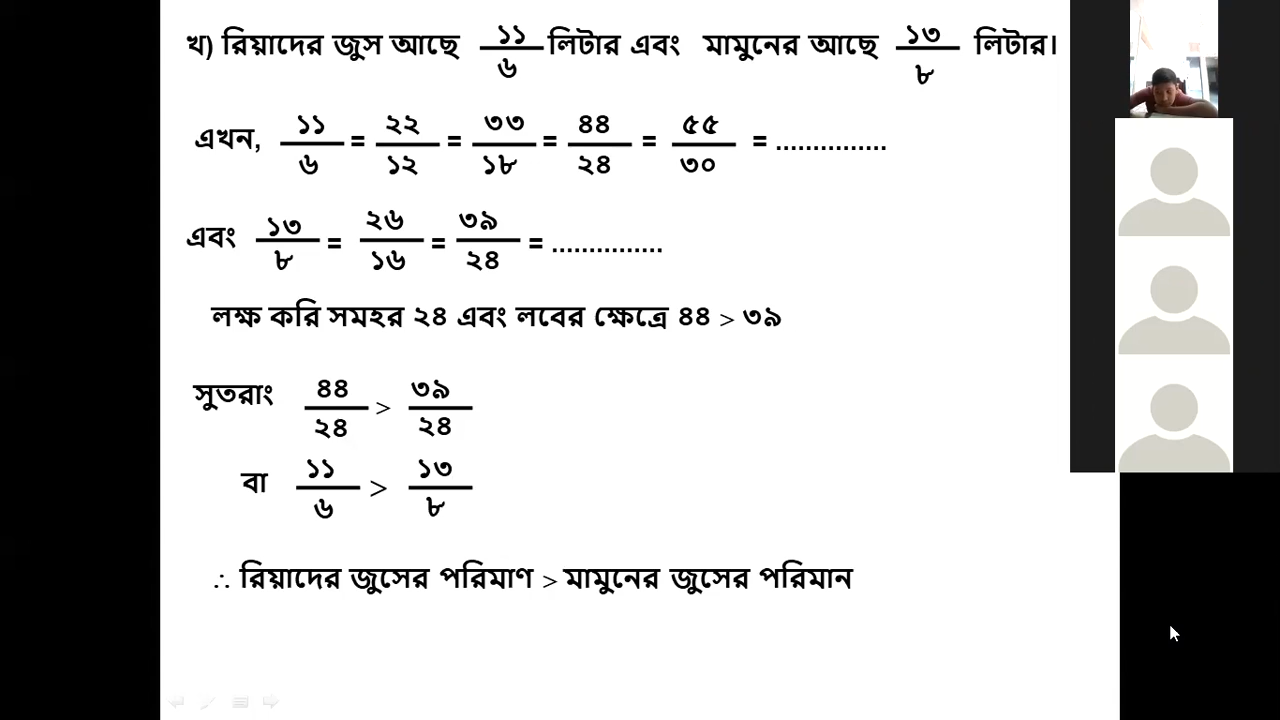 খ) রিয়াদের জুস আছে ১১/৬ লিটার এবং মামুনের আছে ১৩/৮ লিটার।
এখন, ১১/৬ = ২২/১২ = ৩৩/১৮ = ৪৪/২৪ = ৫৫/৩০ = ...............
এবং ১৩/৮ = ২৬/১৬ = ৩৯/২৪ = ...............
লক্ষ করি সমহর ২৪ এবং লবের ক্ষেত্রে ৪৪ > ৩৯
সুতরাং ৪৪/২৪ > ৩৯/২৪
বা ১১/৬ > ১৩/৮
∴ রিয়াদের জুসের পরিমাণ > মামুনের জুসের পরিমান